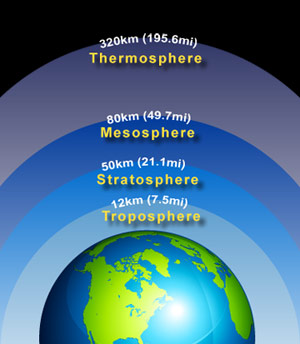 320km (195.6mi)
Thermosphere
80km (49.7mi)
Mesosphere
50km (21.1mi)
Stratosphere
12km (7.5mi)
Troposphere